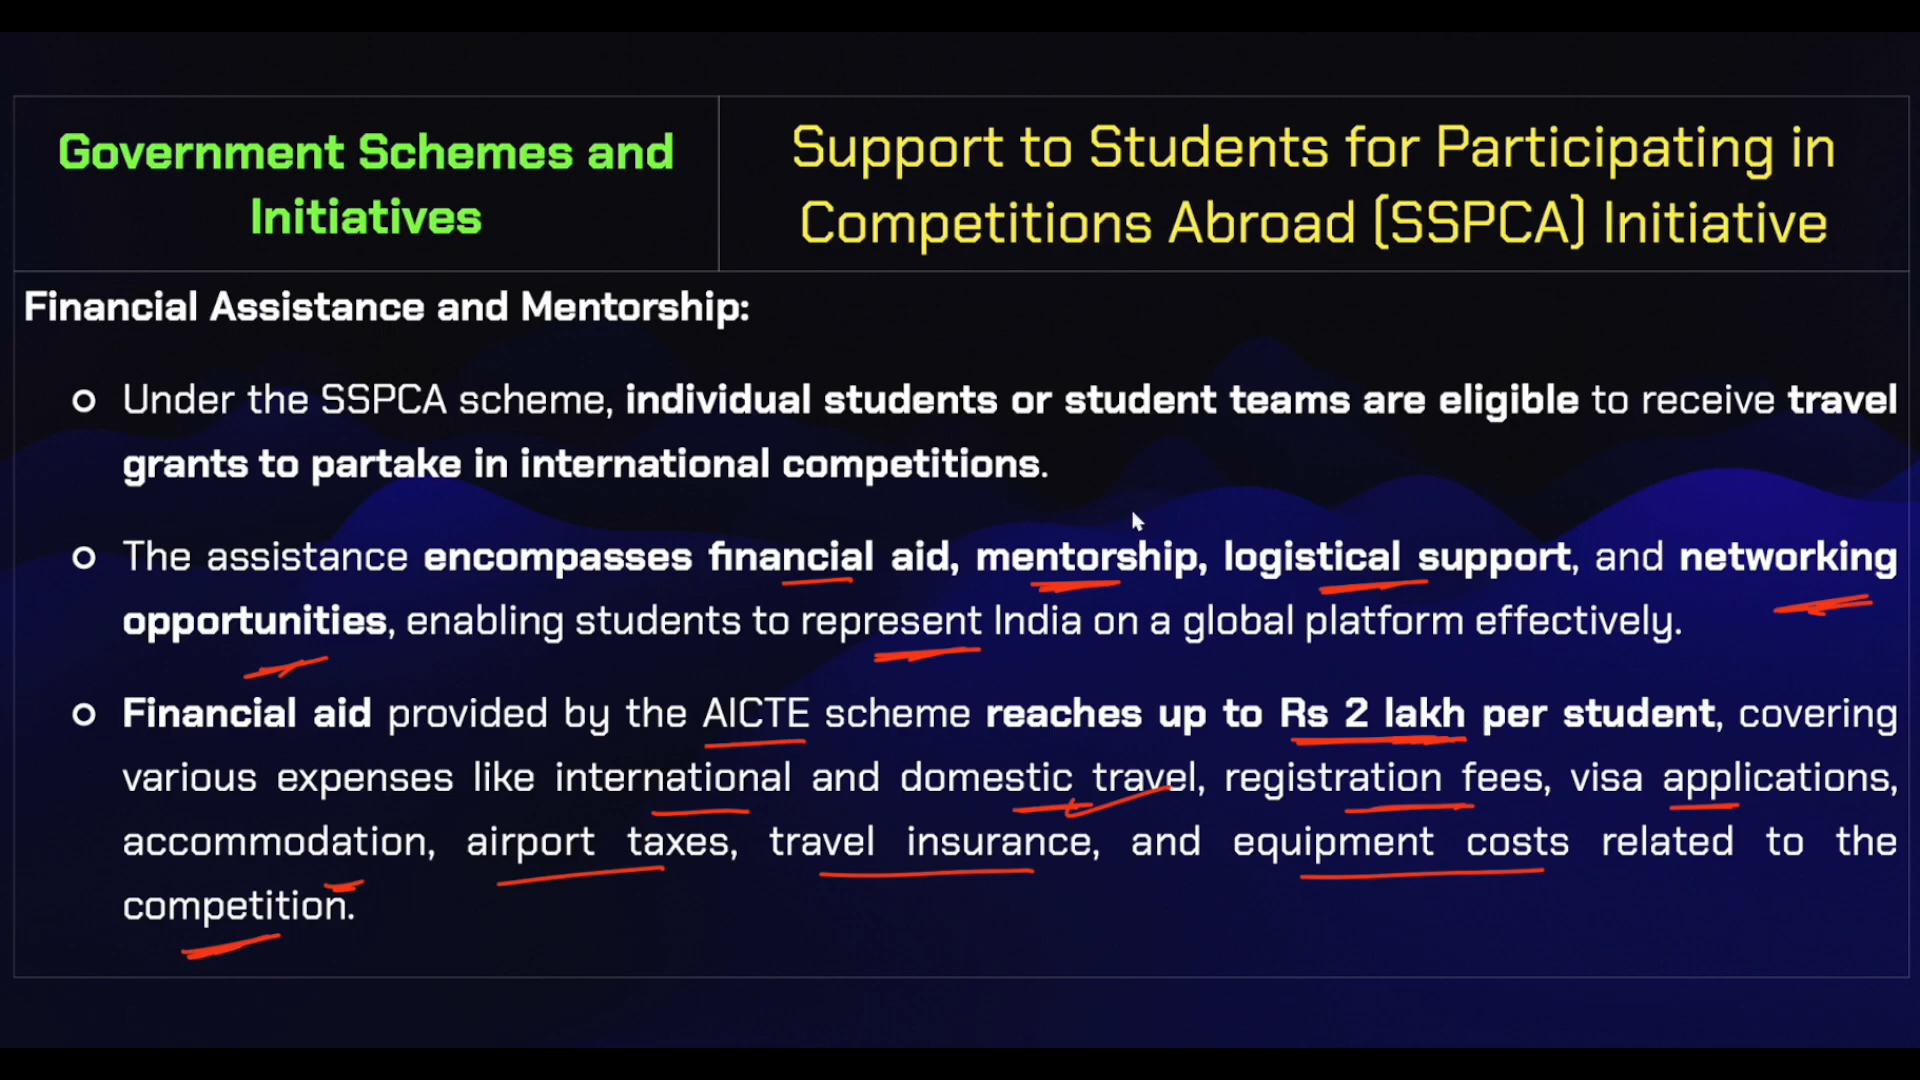 Government Schemes and
Initiatives
Support to Students for Participating in
Competitions Abroad (SSPCA) Initiative
Financial Assistance and Mentorship:
Under the SSPCA scheme, individual students or student teams are eligible to receive travel
grants to partake in international competitions.
The assistance encompasses financial aid, mentorship, logistical support, and networking
opportunities, enabling students to represent India on a global platform effectively.
Financial aid provided by the AICTE scheme reaches up to Rs 2 lakh per student, covering
various expenses like international and domestic travel, registration fees, visa applications,
accommodation, airport taxes, travel insurance, and equipment costs related to the
competition.